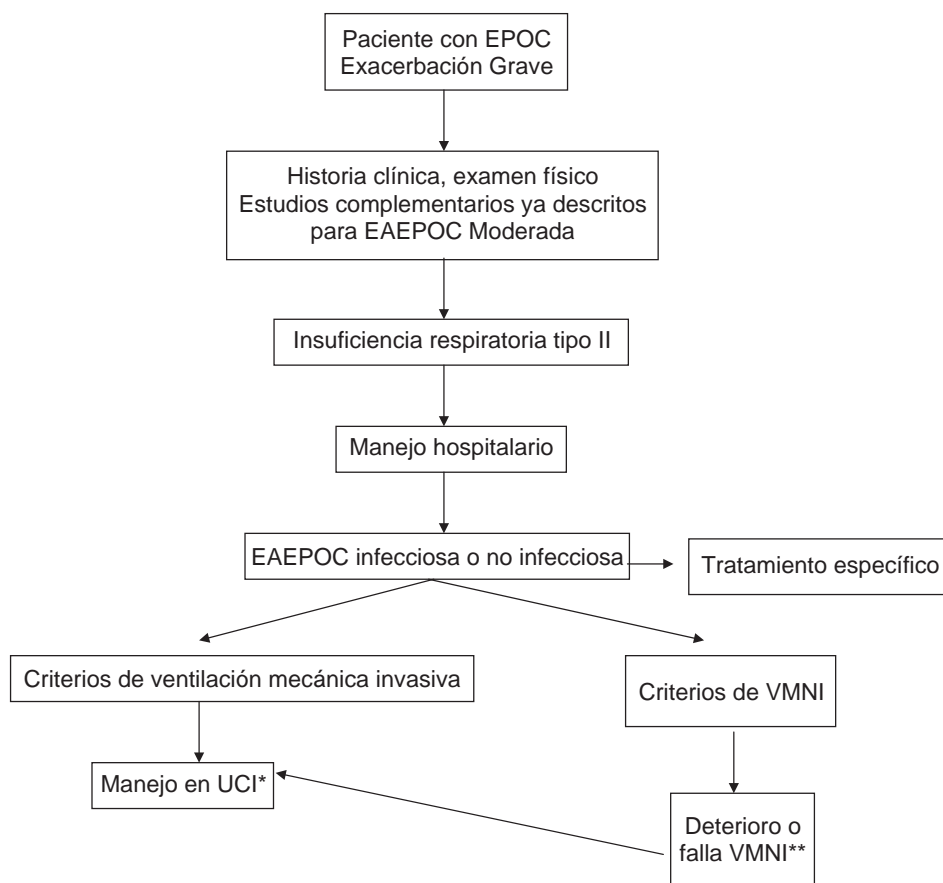 Paciente con EPOC
Exacerbación Grave
Historia clínica, examen físico
Estudios complementarios ya descritos
para EAEPOC Moderada
Insuficiencia respiratoria tipo II
Manejo hospitalario
EAEPOC infecciosa o no infecciosa
Tratamiento específico
Criterios de ventilación mecánica invasiva
Criterios de VMNI
Manejo en UCI*
Deterioro o
falla VMNI**